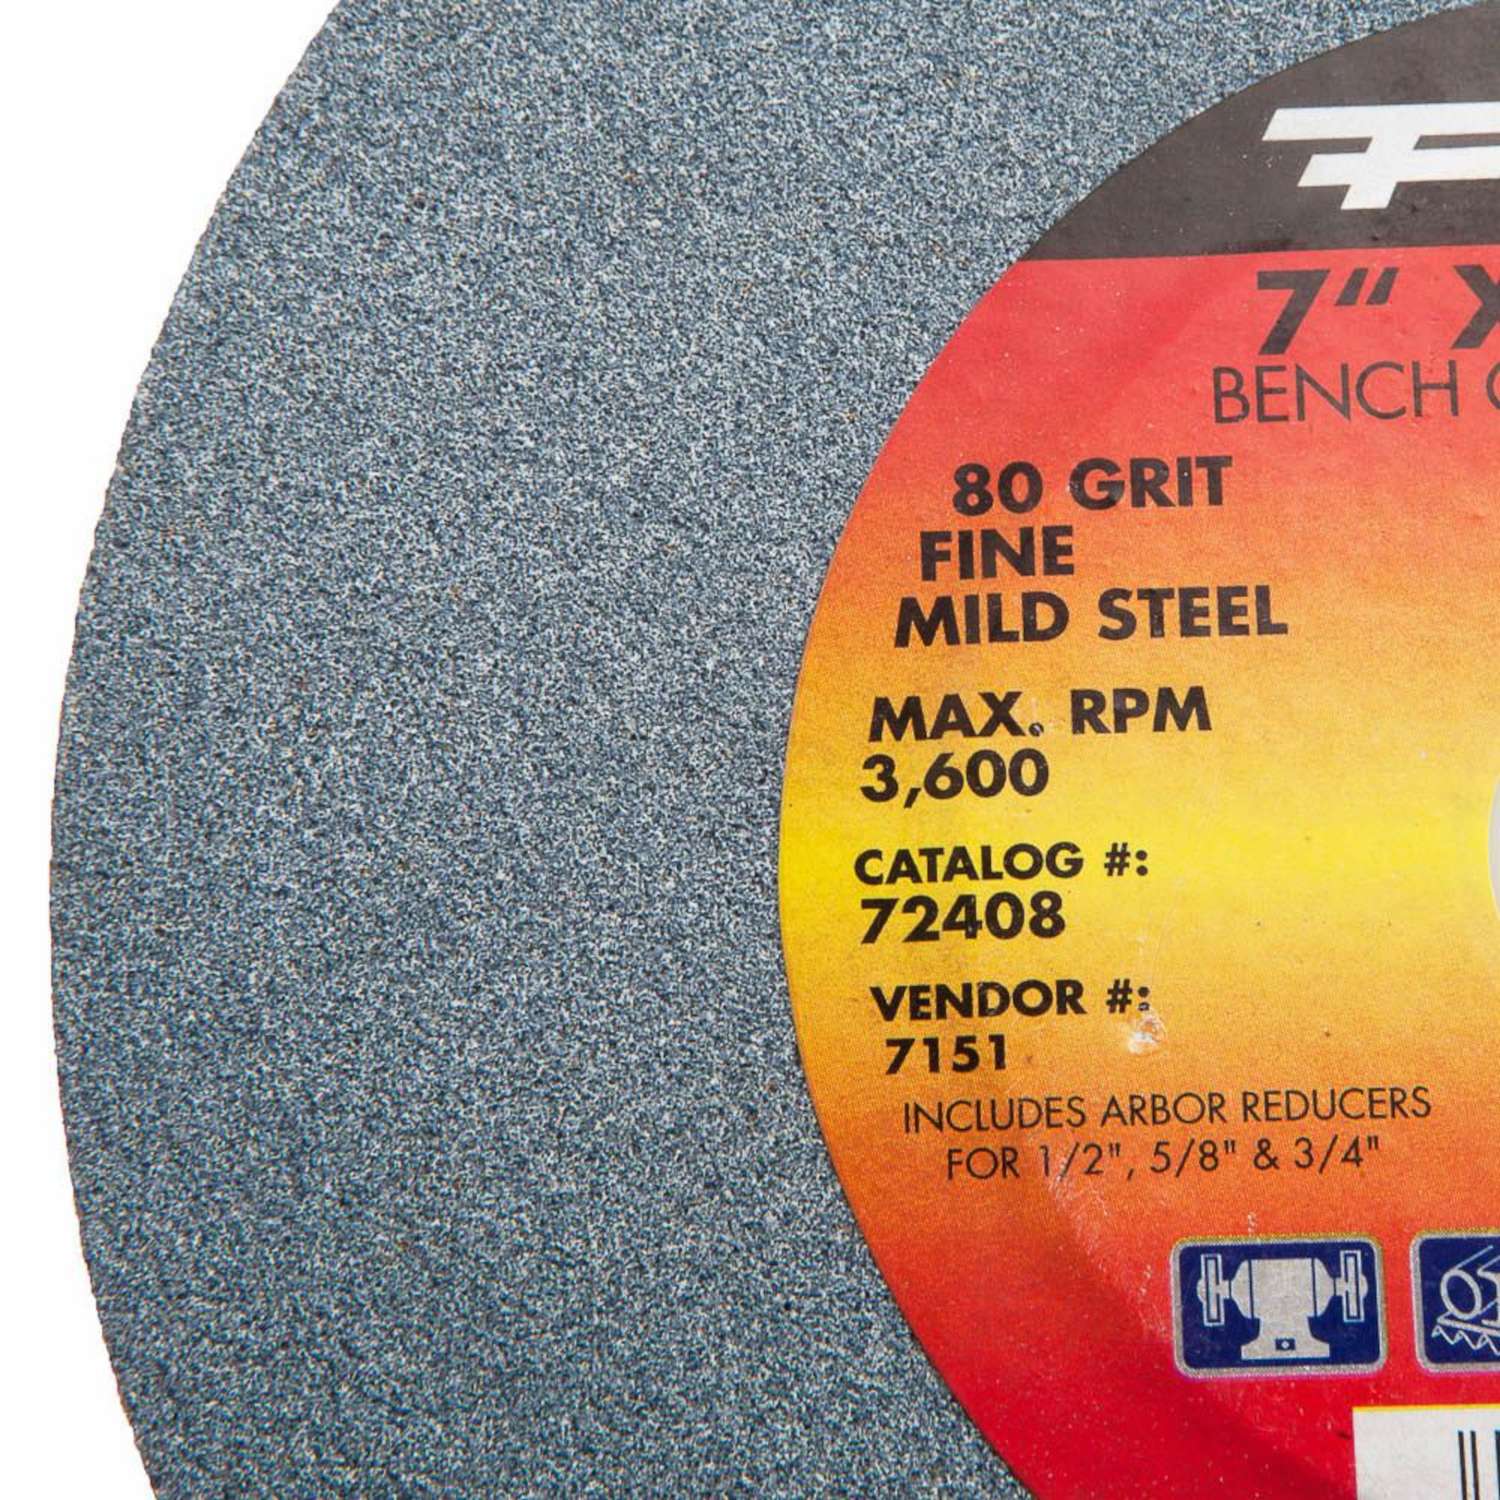 7" X
BENCH
80 GRIT
FINE
MILD STEEL
MAX. RPM
3,600
CATALOG #:
72408
VENDOR #:
7151
INCLUDES ARBOR REDUCERS
FOR 1/2", 5/8" & 3/4"